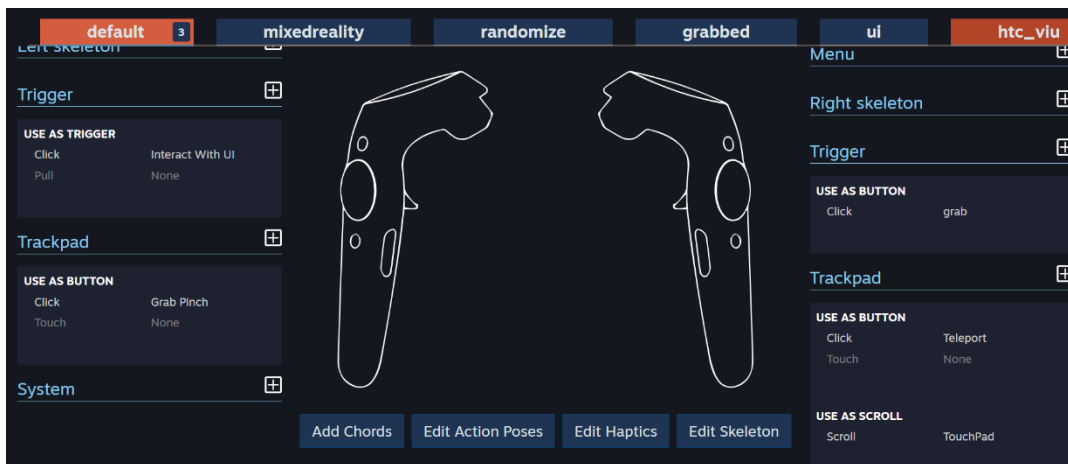 default 3 mixedreality randomize grabbed ui htc_viu
Left skeleton
Trigger
USE AS TRIGGER
Click Interact With UI
Pull None
Trackpad
USE AS BUTTON
Click Grab Pinch
Touch None
System
Add Chords Edit Action Poses Edit Haptics Edit Skeleton
Menu
Right skeleton
Trigger
USE AS BUTTON
Click grab
Trackpad
USE AS BUTTON
Click Teleport
Touch None
USE AS SCROLL
Scroll TouchPad